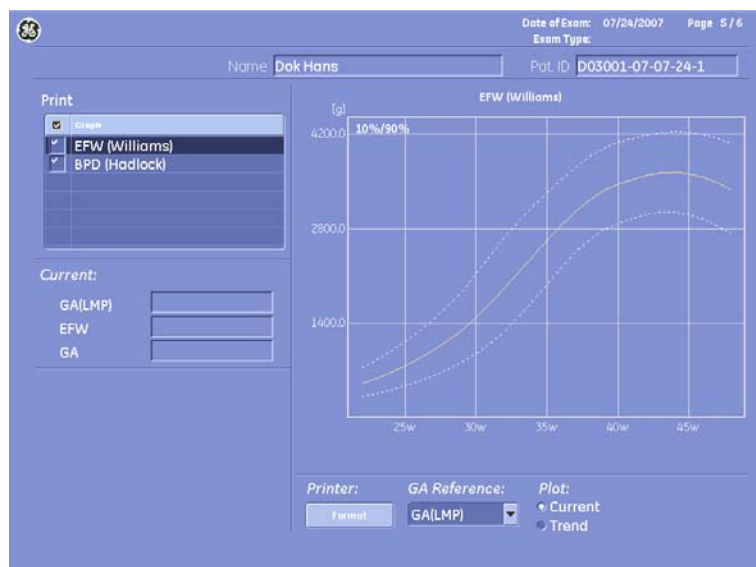 Date of Exam: 07/24/2007 Page 5/6
Exam Type:
Name Dok Hans Pat. ID D03001-07-07-24-1
Print
Graph
EFW (Williams)
BPD (Hadlock)
Current:
GA(LMP)
EFW
GA
EFW (Williams)
[g]
10%/90%
4200.0
2800.0
1400.0
25w 30w 35w 40w 45w
Printer: GA Reference: Plot:
Format GA(LMP) Current
Trend